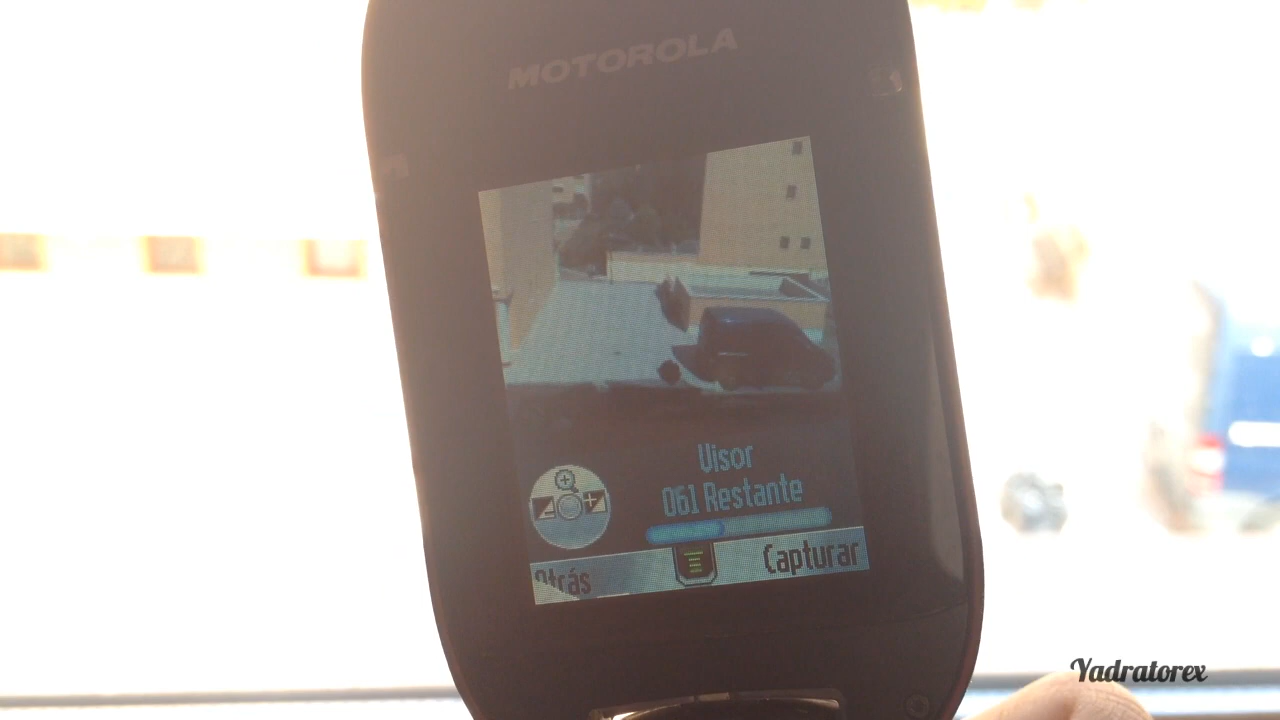 MOTOROLA
Visor
061 Restante
Atrás
Capturar
Yadratorex